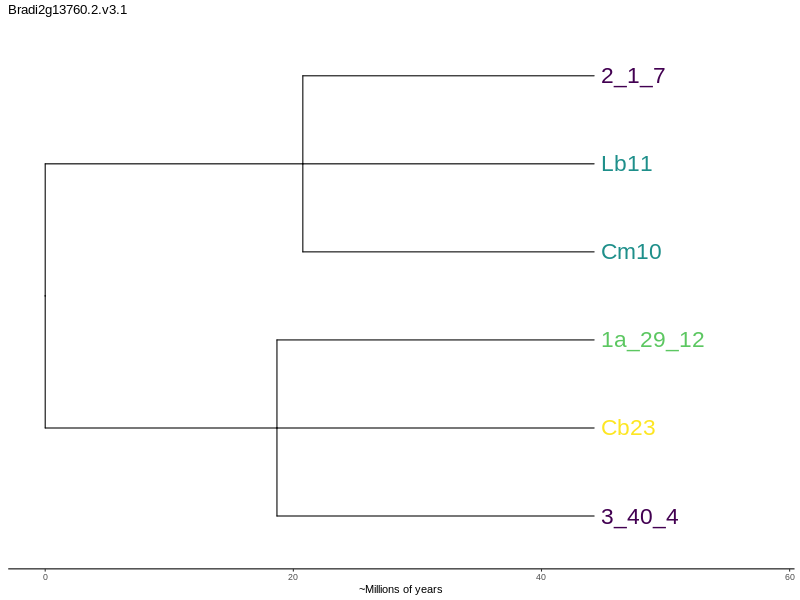 Bradi2g13760.2.v3.1
2_1_7
Lb11
Cm10
1a_29_12
Cb23
3_40_4
0 20 40 60
~Millions of years